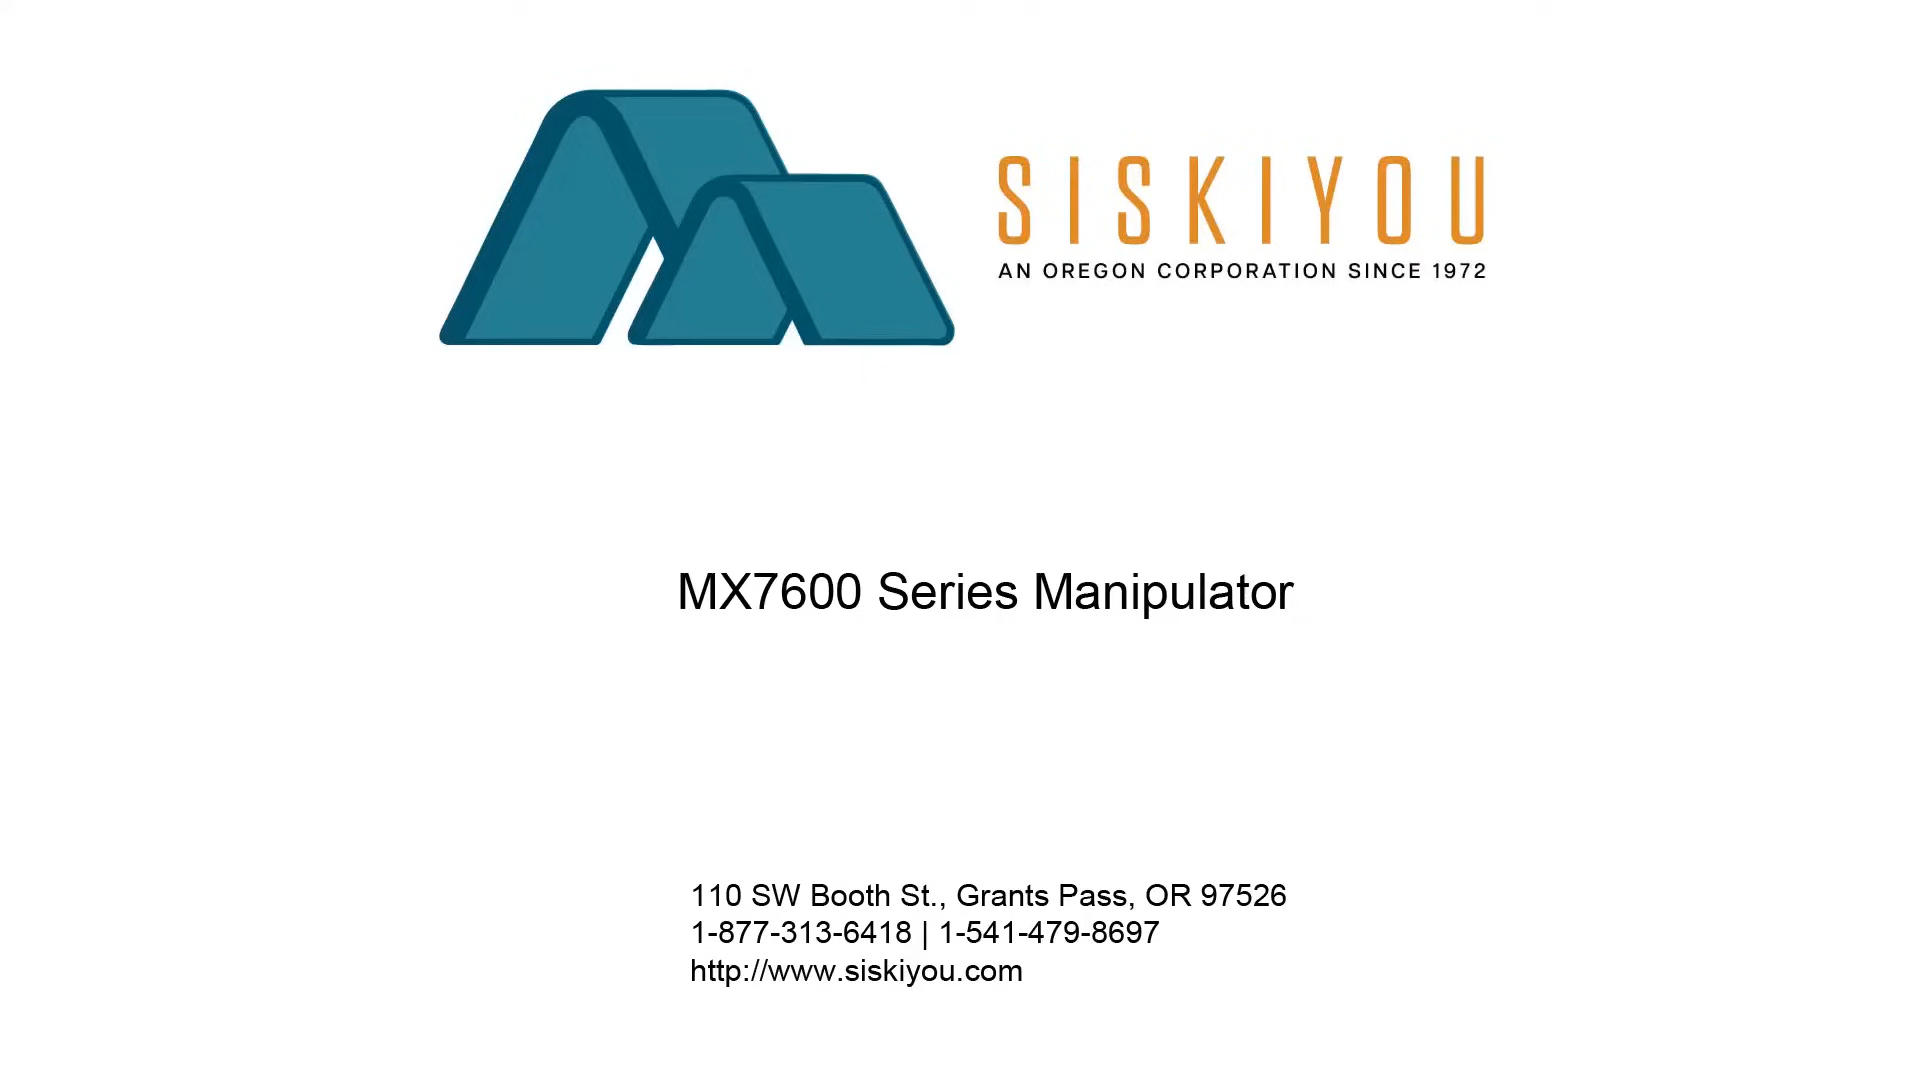 SISKIYOU
AN OREGON CORPORATION SINCE 1972
MX7600 Series Manipulator
110 SW Booth St., Grants Pass, OR 97526
1-877-313-6418 | 1-541-479-8697
http://www.siskiyou.com